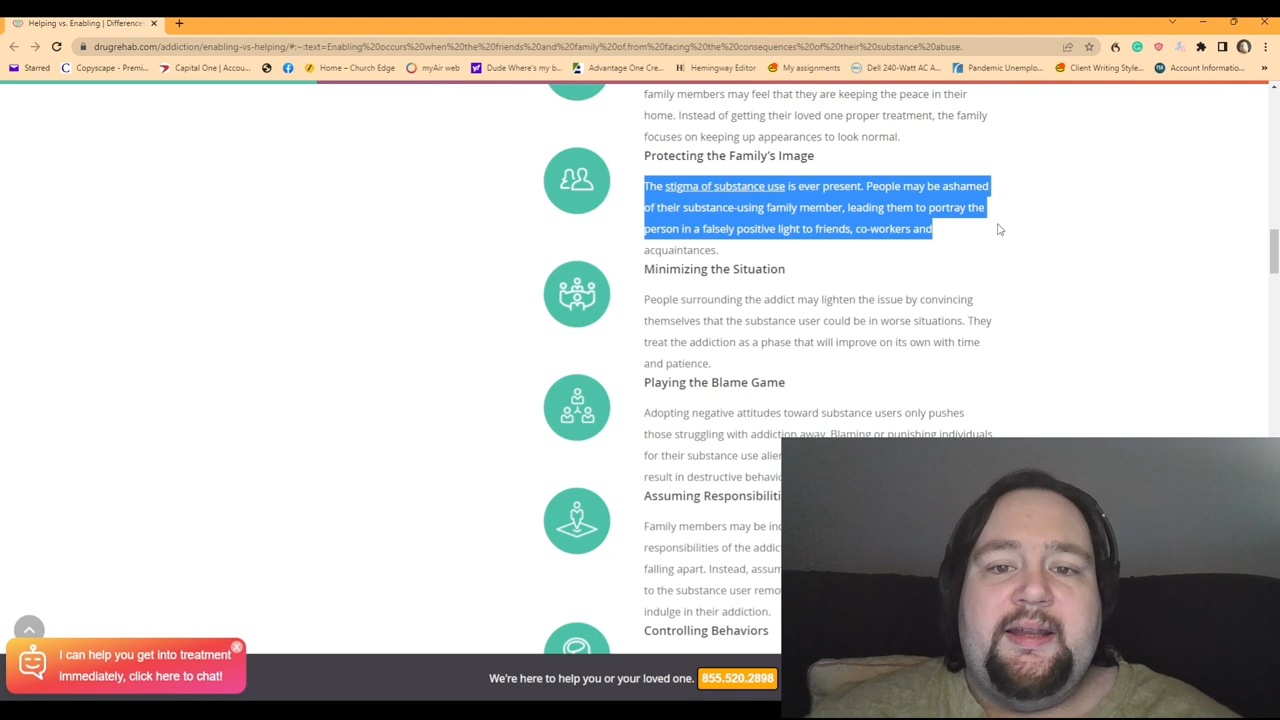 Helping vs. Enabling | Difference
drugrehab.com/addiction/enabling-vs-helping/#:~:text=Enabling%20occurs%20when%20the%20friends%20and%20family%20of,from%20facing%20the%20consequences%20of%20their%20substance%20abuse.
Starred Copyscape - Premi... Capital One | Accou... Home – Church Edge myAir web Dude Where's my b... Advantage One Cre... Hemingway Editor My assignments Dell 240-Watt AC A... Pandemic Unemplo... Client Writing Style... Account Informatio... »
family members may feel that they are keeping the peace in their
home. Instead of getting their loved one proper treatment, the family
focuses on keeping up appearances to look normal.
Protecting the Family's Image
The stigma of substance use is ever present. People may be ashamed
of their substance-using family member, leading them to portray the
person in a falsely positive light to friends, co-workers and
acquaintances.
Minimizing the Situation
People surrounding the addict may lighten the issue by convincing
themselves that the substance user could be in worse situations. They
treat the addiction as a phase that will improve on its own with time
and patience.
Playing the Blame Game
Adopting negative attitudes toward substance users only pushes
those struggling with addiction away. Blaming or punishing individuals
for their substance use alien
result in destructive behavio
Assuming Responsibiliti
Family members may be inc
responsibilities of the addic
falling apart. Instead, assum
to the substance user remov
indulge in their addiction.
Controlling Behaviors
I can help you get into treatment
immediately, click here to chat!
X
We're here to help you or your loved one. 855.520.2898